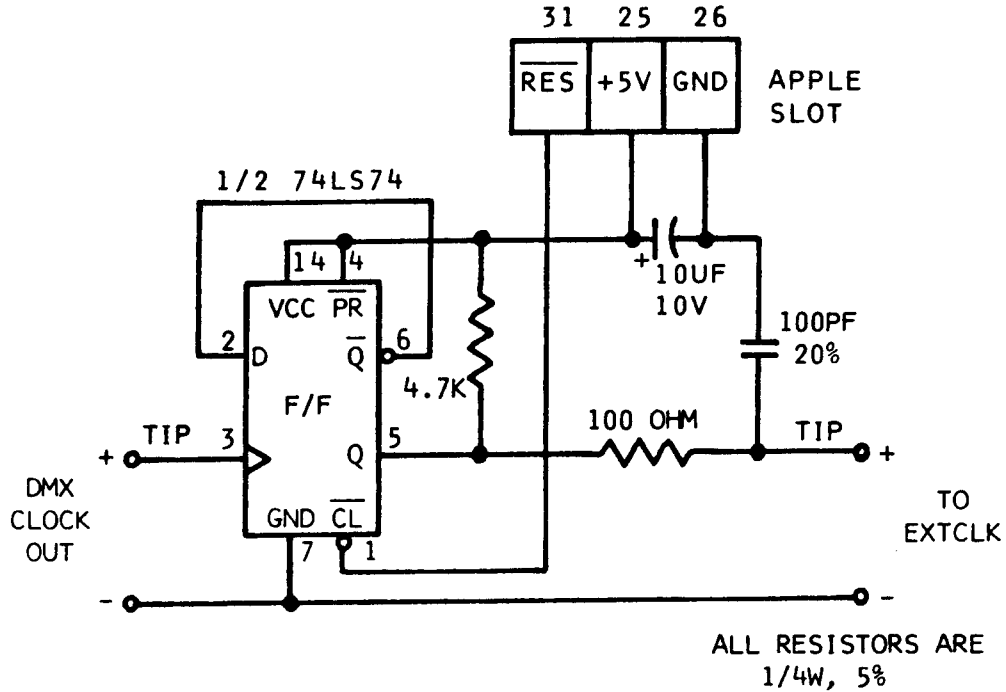 31 25 26
RES +5V GND
APPLE
SLOT
1/2 74LS74
14 4
VCC PR
+
10UF
10V
100PF
20%
2 D Q 6
4.7K
F/F
100 OHM
+ TIP 3
Q 5
TIP +
DMX
CLOCK
OUT
GND CL
7 1
TO
EXTCLK
- -
ALL RESISTORS ARE
1/4W, 5%